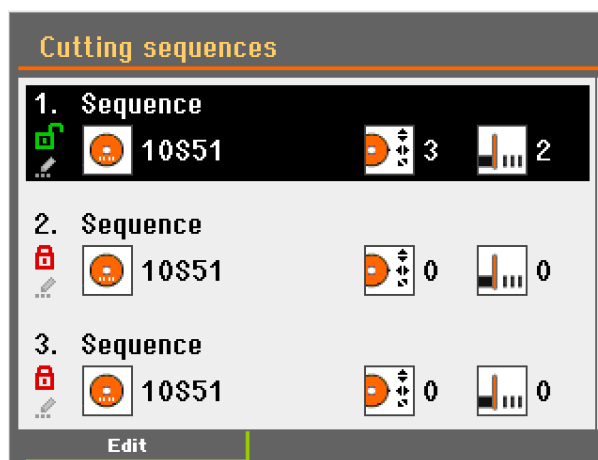 Cutting sequences
1. Sequence
10S51 3 2
2. Sequence
10S51 0 0
3. Sequence
10S51 0 0
Edit